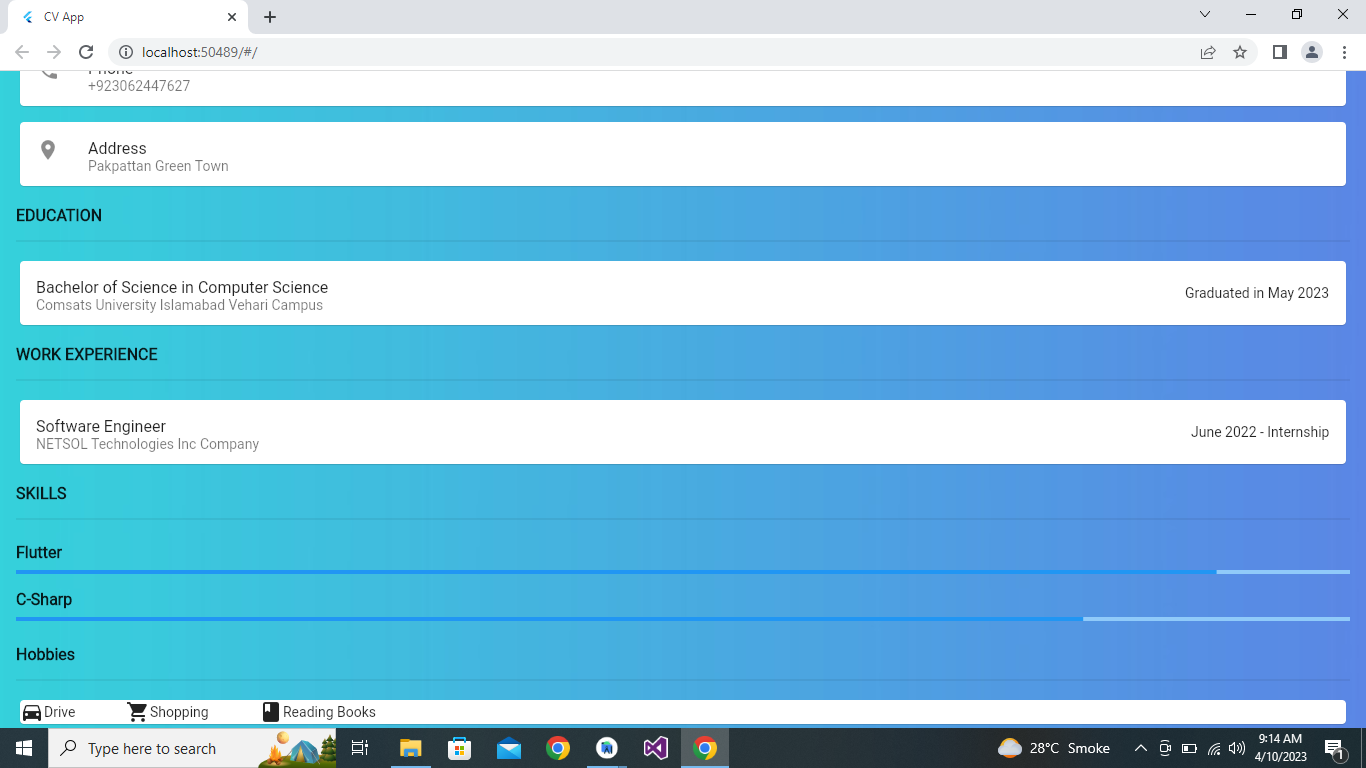 CV App
localhost:50489/#/
Phone
+923062447627
Address
Pakpattan Green Town
EDUCATION
Bachelor of Science in Computer Science
Comsats University Islamabad Vehari Campus
Graduated in May 2023
WORK EXPERIENCE
Software Engineer
NETSOL Technologies Inc Company
June 2022 - Internship
SKILLS
Flutter
C-Sharp
Hobbies
Drive Shopping Reading Books
Type here to search
28°C Smoke
9:14 AM
4/10/2023
1